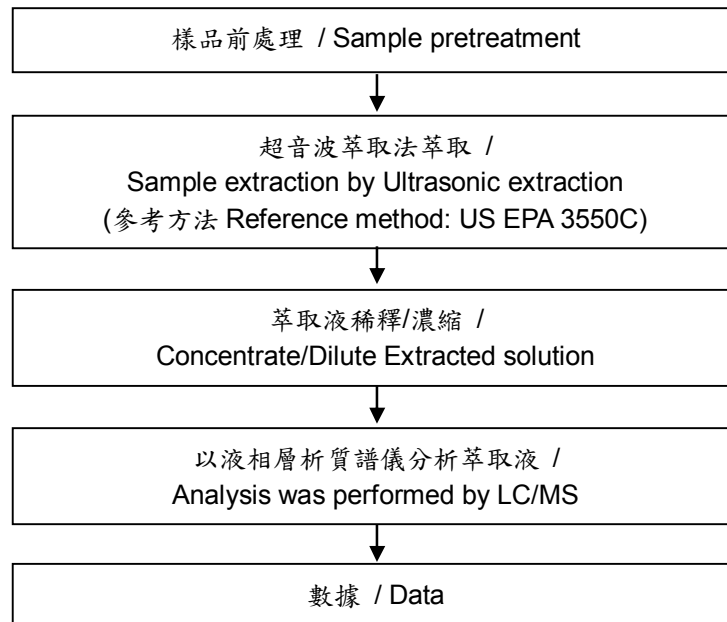 樣品前處理 / Sample pretreatment
超音波萃取法萃取 /
Sample extraction by Ultrasonic extraction
(參考方法 Reference method: US EPA 3550C)
萃取液稀釋/濃縮 /
Concentrate/Dilute Extracted solution
以液相層析質譜儀分析萃取液 /
Analysis was performed by LC/MS
數據 / Data